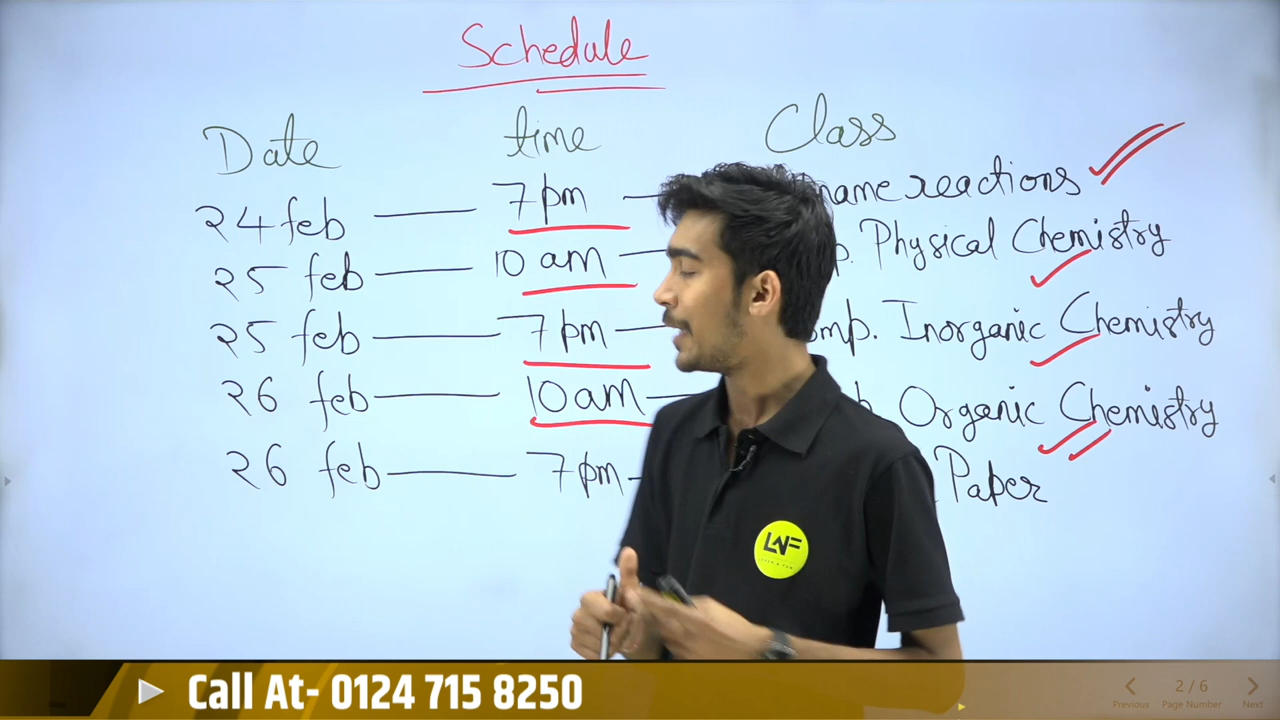 Schedule
Date time Class
24 feb 7 pm name reactions
25 feb 10 am Physical Chemistry
25 feb 7 pm omp. Inorganic Chemistry
26 feb 10 am Organic Chemistry
26 feb 7 pm Paper
LNF
Call At- 0124 715 8250
2 / 6
Previous Page Number Next